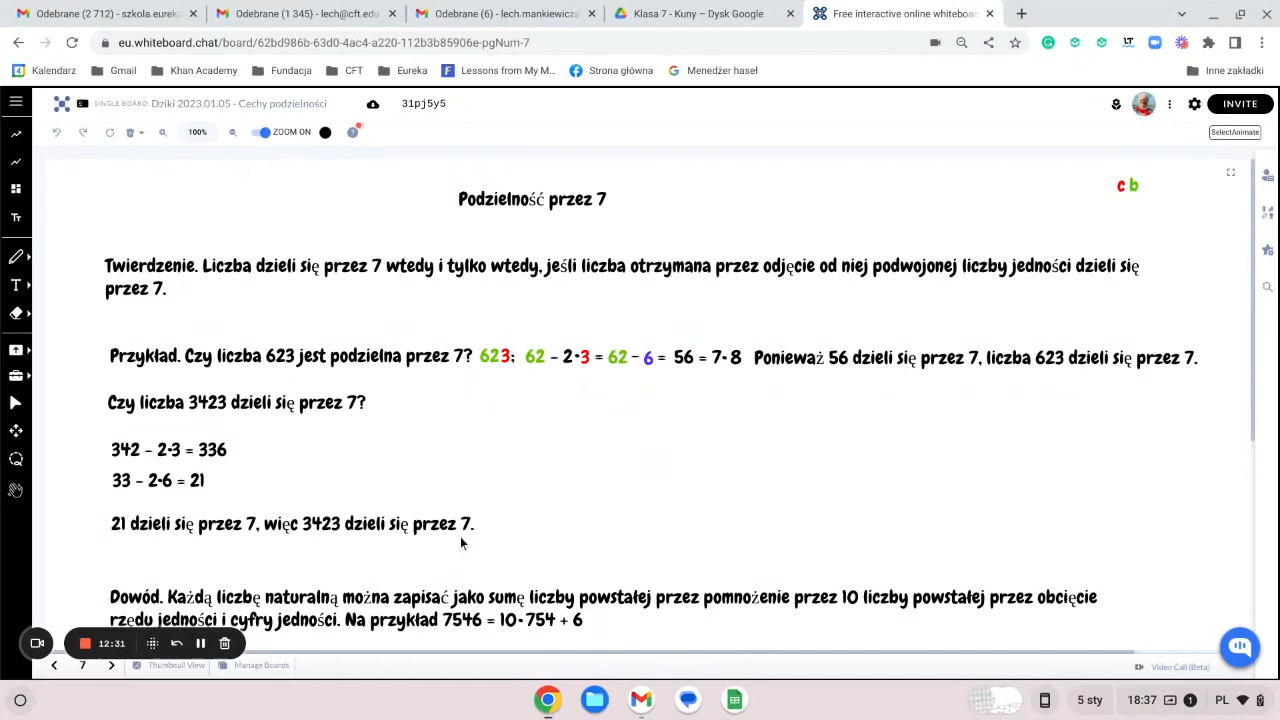 Odebrane (2 712) - szkola.eureka
Odebrane (1 345) - lech@cft.edu
Odebrane (6) - lech.mankiewicz
Klasa 7 - Kuny – Dysk Google
Free interactive online whiteboa
eu.whiteboard.chat/board/62bd986b-63d0-4ac4-a220-112b3b85906e-pgNum-7
Kalendarz
Gmail
Khan Academy
Fundacja
CFT
Eureka
Lessons from My M...
Strona główna
Menedżer haseł
Inne zakładki
SINGLE BOARD: Dziki 2023.01.05 - Cechy podzielności
31pj5y5
INVITE
100%
ZOOM ON
SelectAnimate
Podzielność przez 7
c b
Twierdzenie. Liczba dzieli się przez 7 wtedy i tylko wtedy, jeśli liczba otrzymana przez odjęcie od niej podwojonej liczby jedności dzieli się
przez 7.
Przykład. Czy liczba 623 jest podzielna przez 7? 623; 62 - 2·3 = 62 - 6 = 56 = 7·8 Ponieważ 56 dzieli się przez 7, liczba 623 dzieli się przez 7.
Czy liczba 3423 dzieli się przez 7?
342 - 2·3 = 336
33 - 2·6 = 21
21 dzieli się przez 7, więc 3423 dzieli się przez 7.
Dowód. Każdą liczbę naturalną można zapisać jako sumę liczby powstałej przez pomnożenie przez 10 liczby powstałej przez obcięcie
rzędu jedności i cyfry jedności. Na przykład 7546 = 10·754 + 6
12:31
7
Thumbnail View
Manage Boards
Video Call (Beta)
5 sty
18:37
1
PL